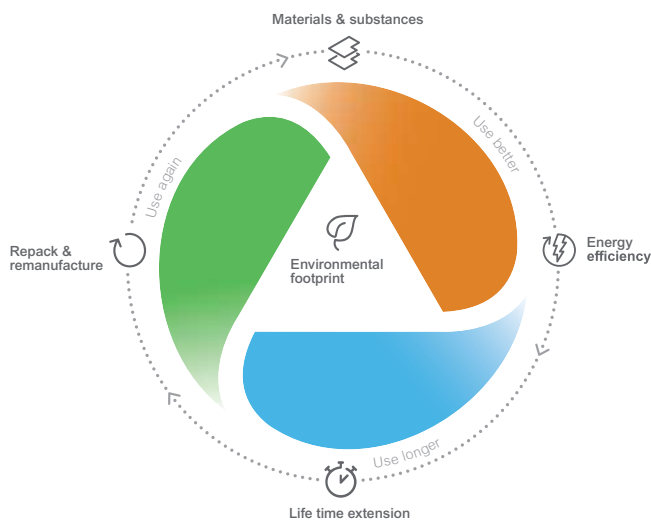 Materials & substances
Use better
Use again
Energy
efficiency
Repack &
remanufacture
Environmental
footprint
Use longer
Life time extension